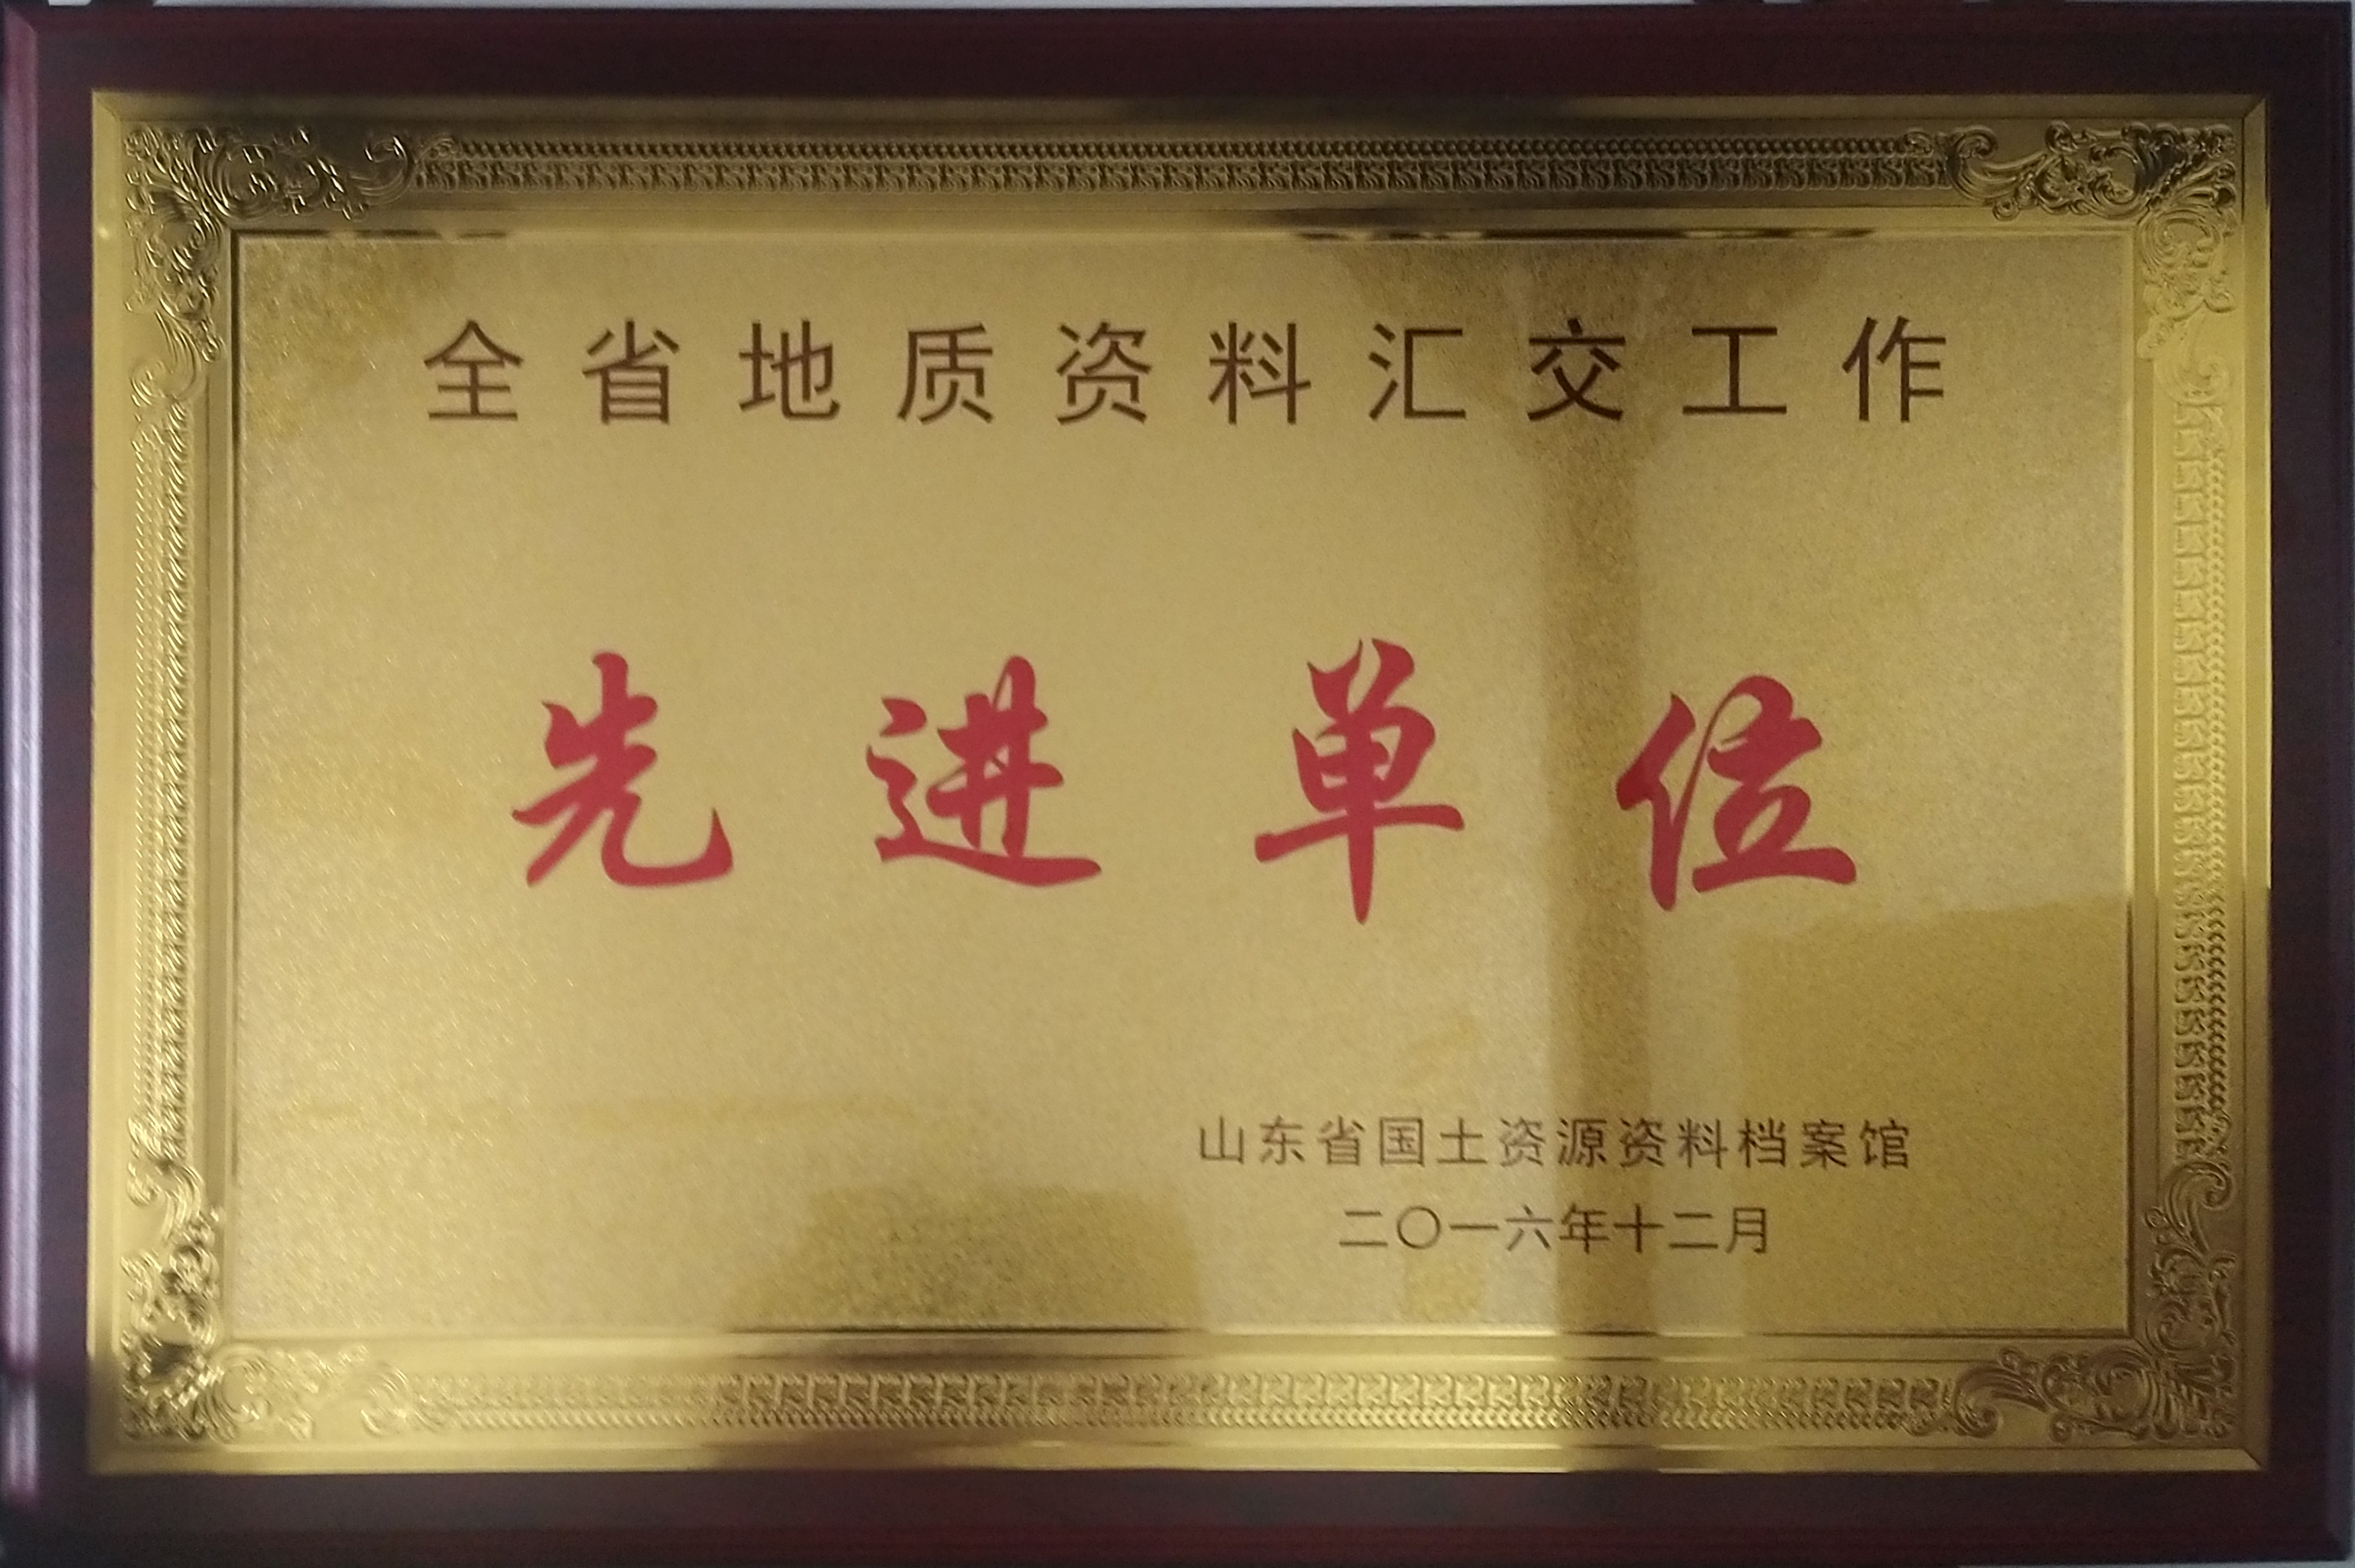 全省地质资料汇交工作
先进单位
山东省国土资源资料档案馆
二〇一六年十二月